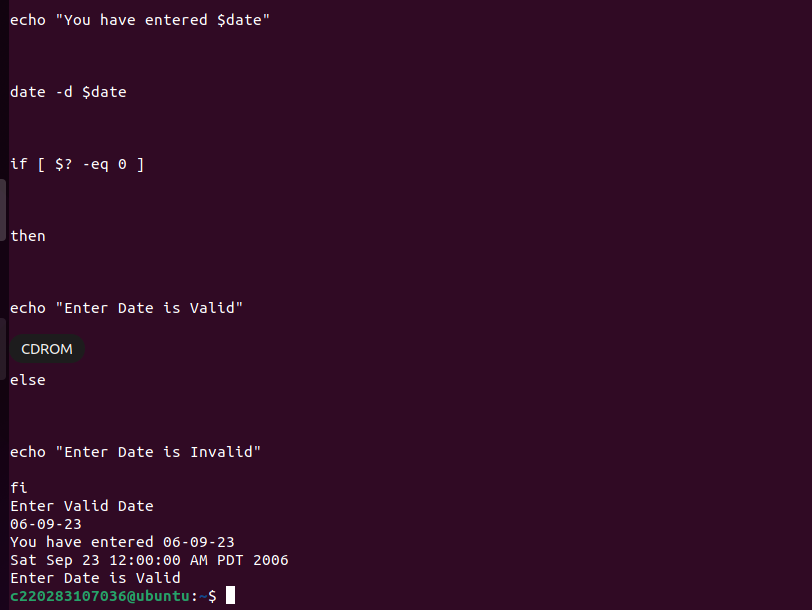 echo "You have entered $date"
date -d $date
if [ $? -eq 0 ]
then
echo "Enter Date is Valid"
CDROM
else
echo "Enter Date is Invalid"
fi
Enter Valid Date
06-09-23
You have entered 06-09-23
Sat Sep 23 12:00:00 AM PDT 2006
Enter Date is Valid
c220283107036@ubuntu:~$